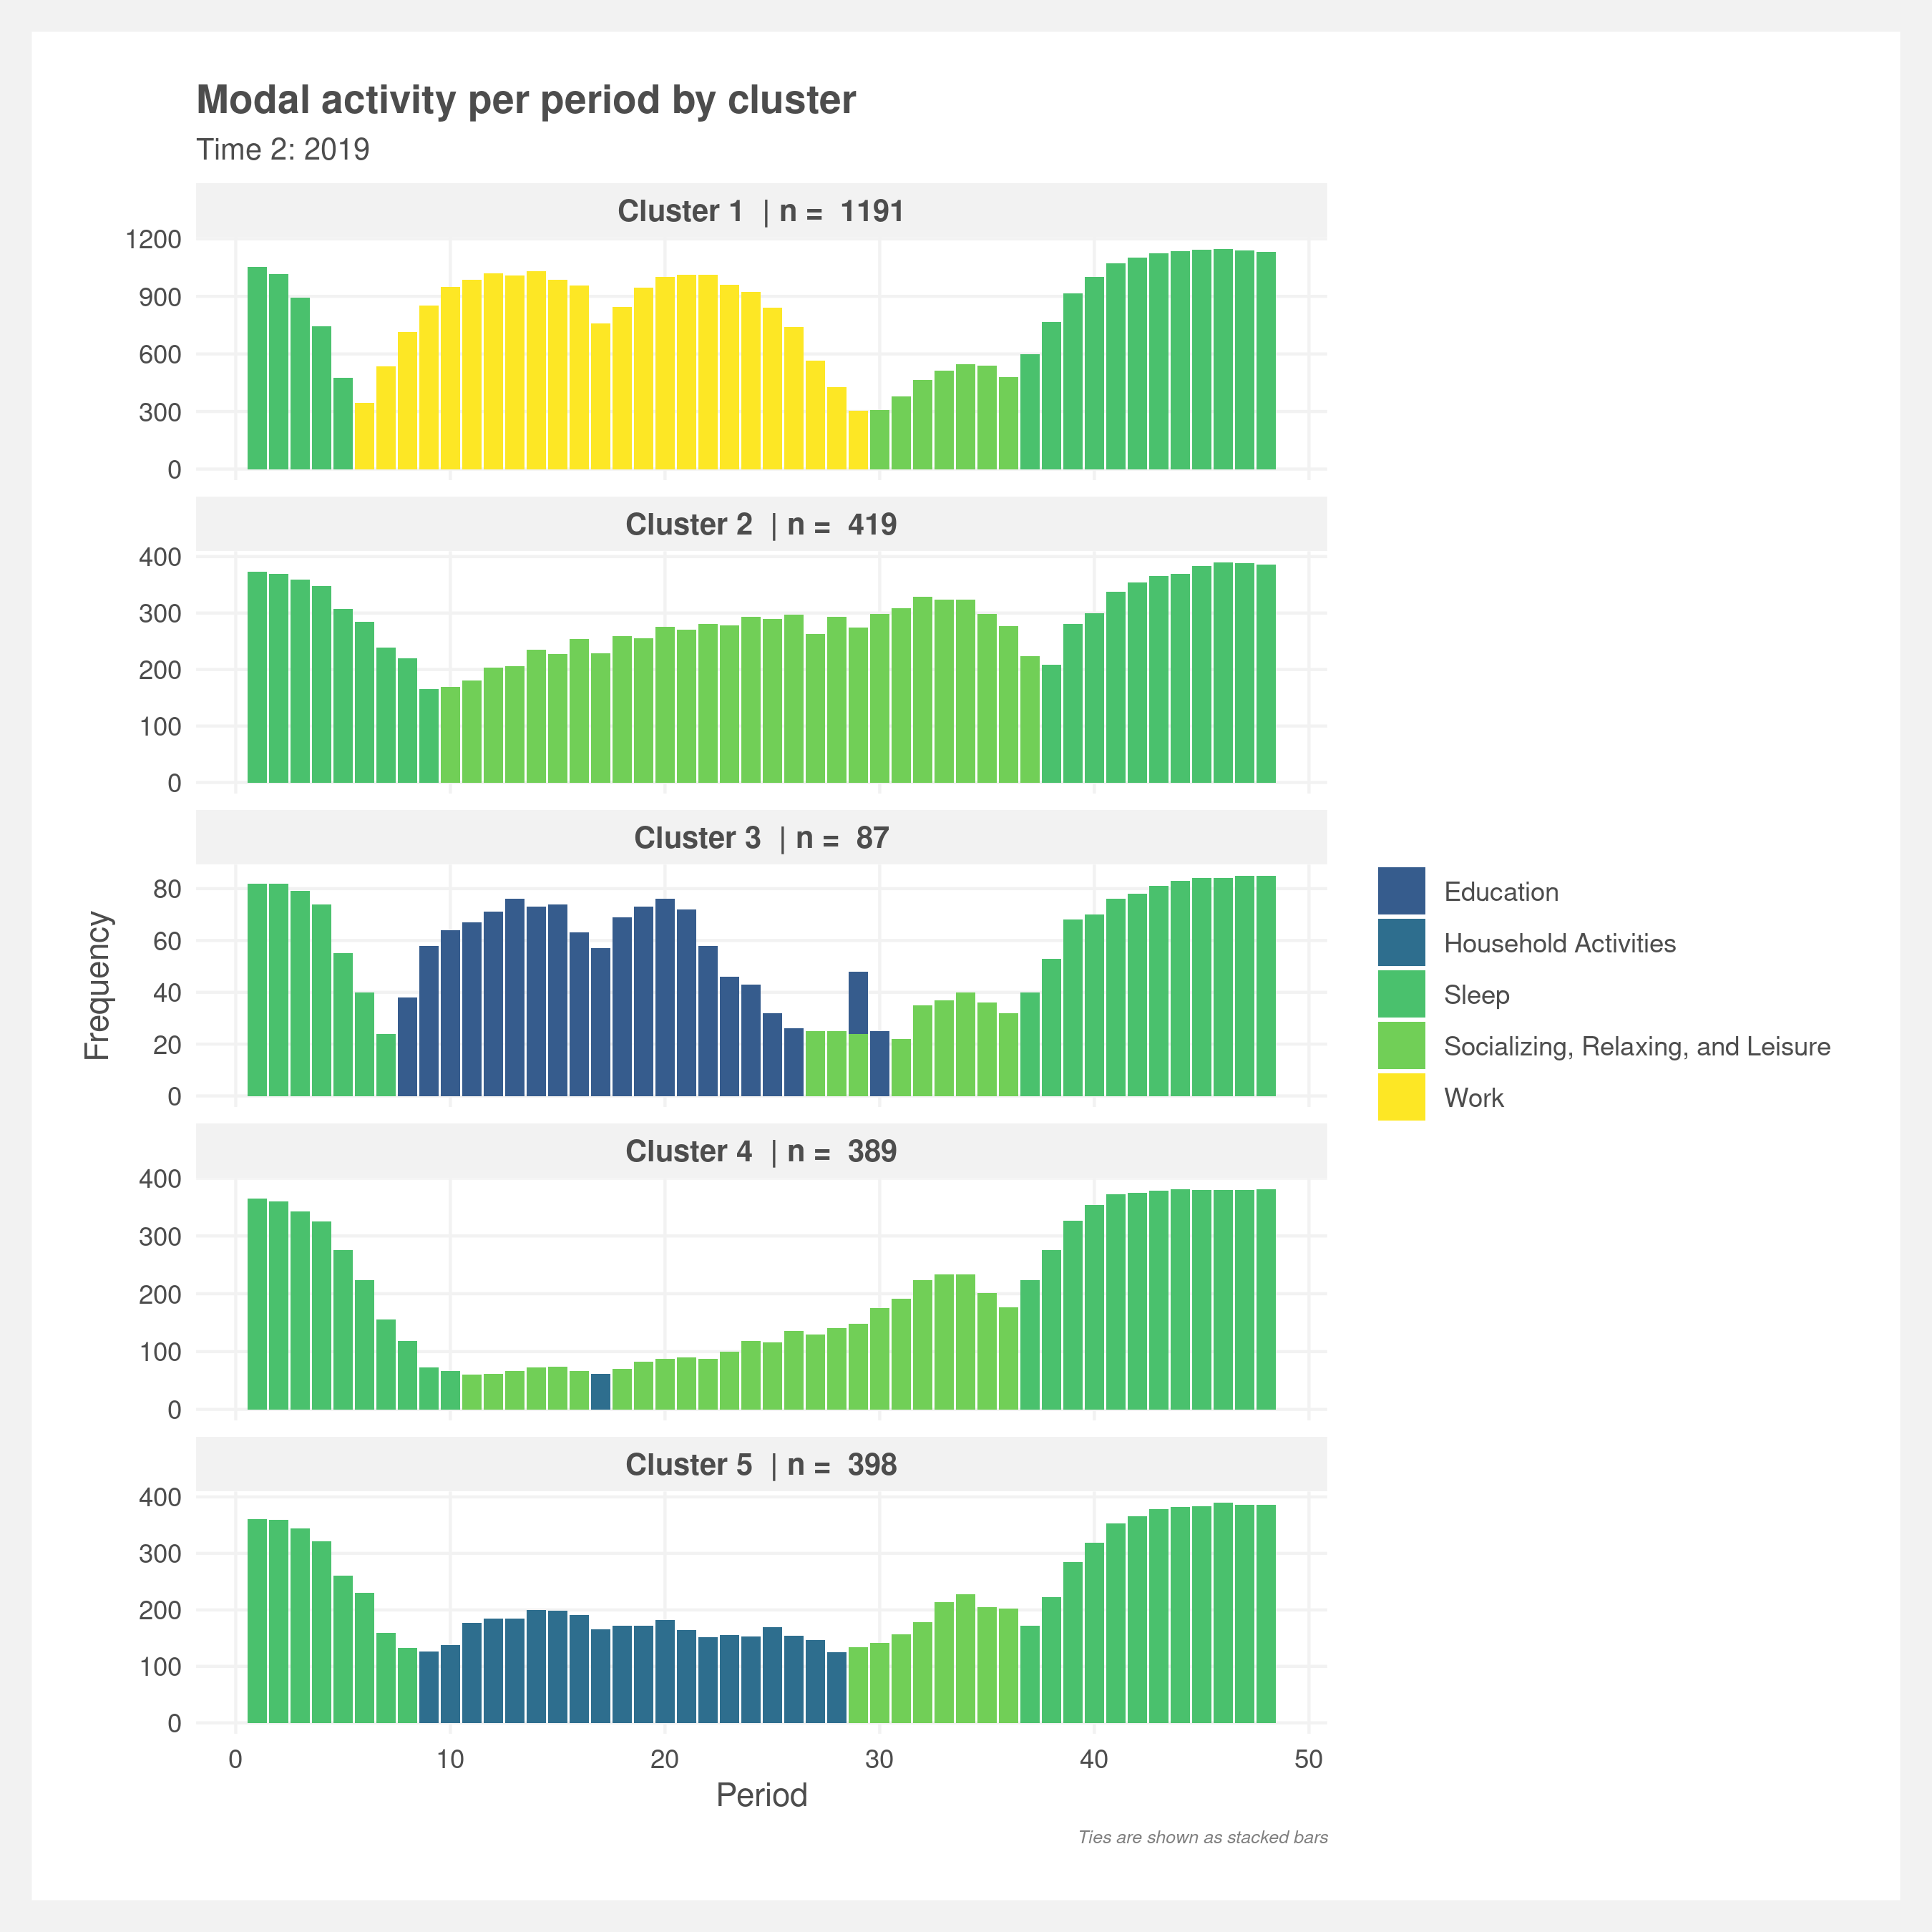 Modal activity per period by cluster
Time 2: 2019
Cluster 1 | n = 1191
1200
900
600
300
0
Cluster 2 | n = 419
400
300
200
100
0
Cluster 3 | n = 87
80
60
40
20
0
Frequency
Education
Household Activities
Sleep
Socializing, Relaxing, and Leisure
Work
Cluster 4 | n = 389
400
300
200
100
0
Cluster 5 | n = 398
400
300
200
100
0
0 10 20 30 40 50
Period
Ties are shown as stacked bars